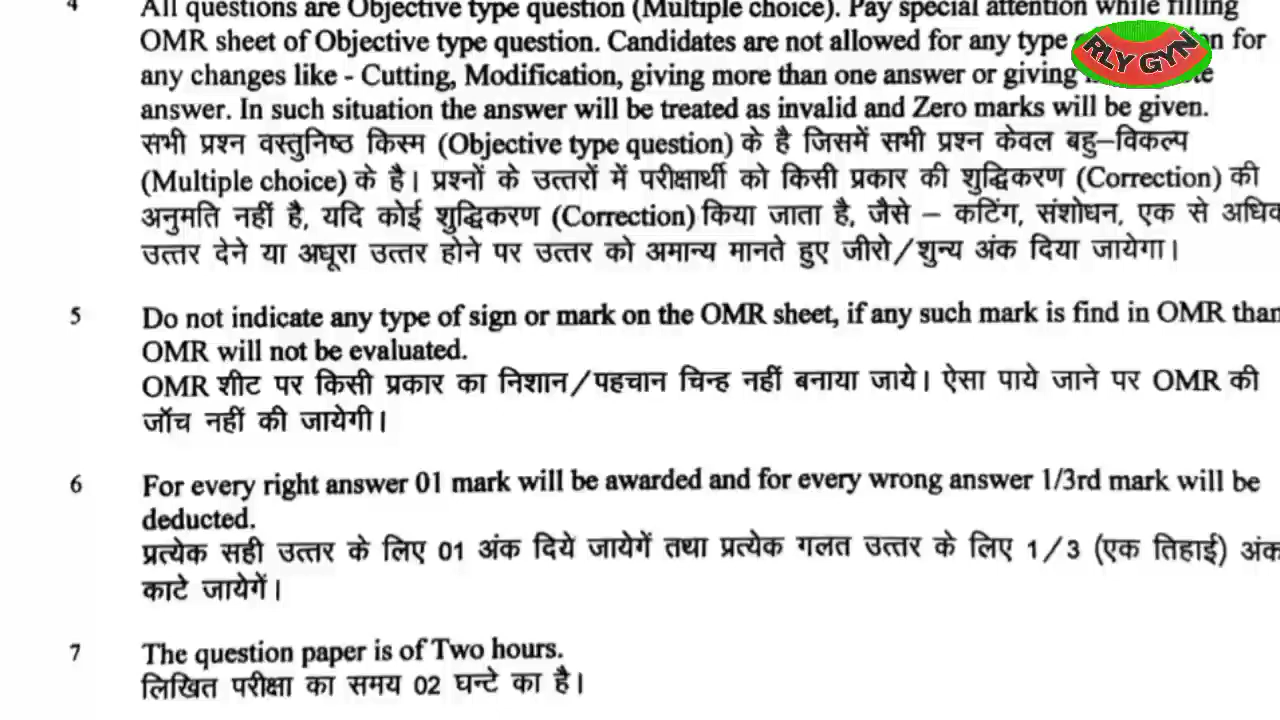 4 All questions are Objective type question (Multiple choice). Pay special attention while filling
OMR sheet of Objective type question. Candidates are not allowed for any type for
any changes like - Cutting, Modification, giving more than one answer or giving
answer. In such situation the answer will be treated as invalid and Zero marks will be given.
सभी प्रश्न वस्तुनिष्ठ किस्म (Objective type question) के है जिसमें सभी प्रश्न केवल बहु–विकल्प
(Multiple choice) के है। प्रश्नों के उत्तरों में परीक्षार्थी को किसी प्रकार की शुद्धिकरण (Correction) की
अनुमति नहीं है, यदि कोई शुद्धिकरण (Correction) किया जाता है, जैसे – कटिंग, संशोधन, एक से अधिक
उत्तर देने या अधूरा उत्तर होने पर उत्तर को अमान्य मानते हुए जीरो/शुन्य अंक दिया जायेगा।
5 Do not indicate any type of sign or mark on the OMR sheet, if any such mark is find in OMR than
OMR will not be evaluated.
OMR शीट पर किसी प्रकार का निशान/पहचान चिन्ह नहीं बनाया जाये। ऐसा पाये जाने पर OMR की
जॉच नहीं की जायेगी।
6 For every right answer 01 mark will be awarded and for every wrong answer 1/3rd mark will be
deducted.
प्रत्येक सही उत्तर के लिए 01 अंक दिये जायेगें तथा प्रत्येक गलत उत्तर के लिए 1/3 (एक तिहाई) अंक
काटे जायेगें।
7 The question paper is of Two hours.
लिखित परीक्षा का समय 02 घन्टे का है।
RLY GYN